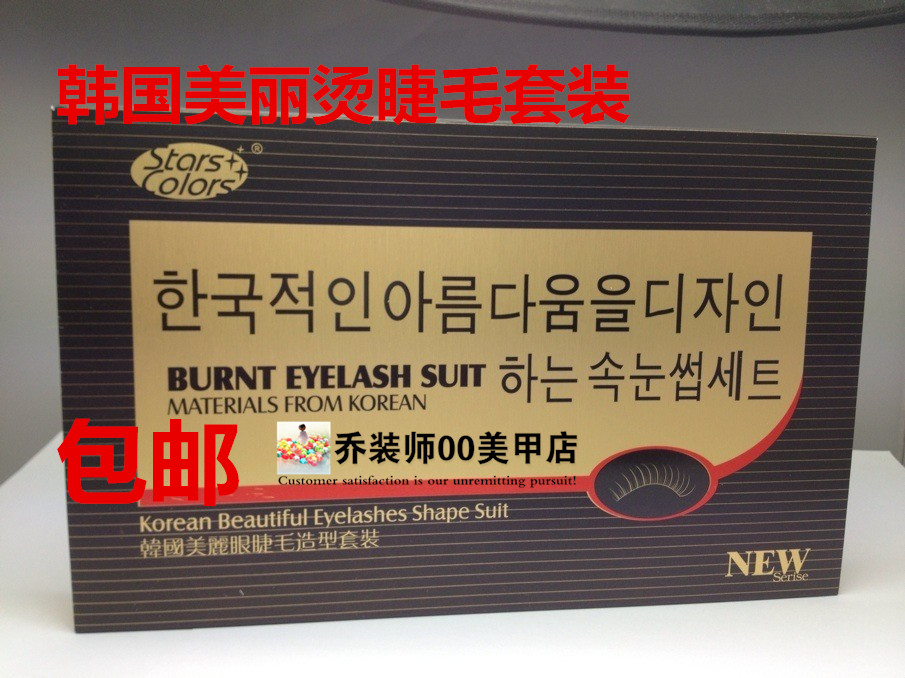 韩国美丽烫睫毛套装
Stars
Colors
®
한국적인아름다움을디자인
하는 속눈썹세트
BURNT EYELASH SUIT
MATERIALS FROM KOREAN
包邮
乔装师00美甲店
Customer satisfaction is our unremitting pursuit!
Korean Beautiful Eyelashes Shape Suit
韓國美麗眼睫毛造型套裝
NEW
Serise